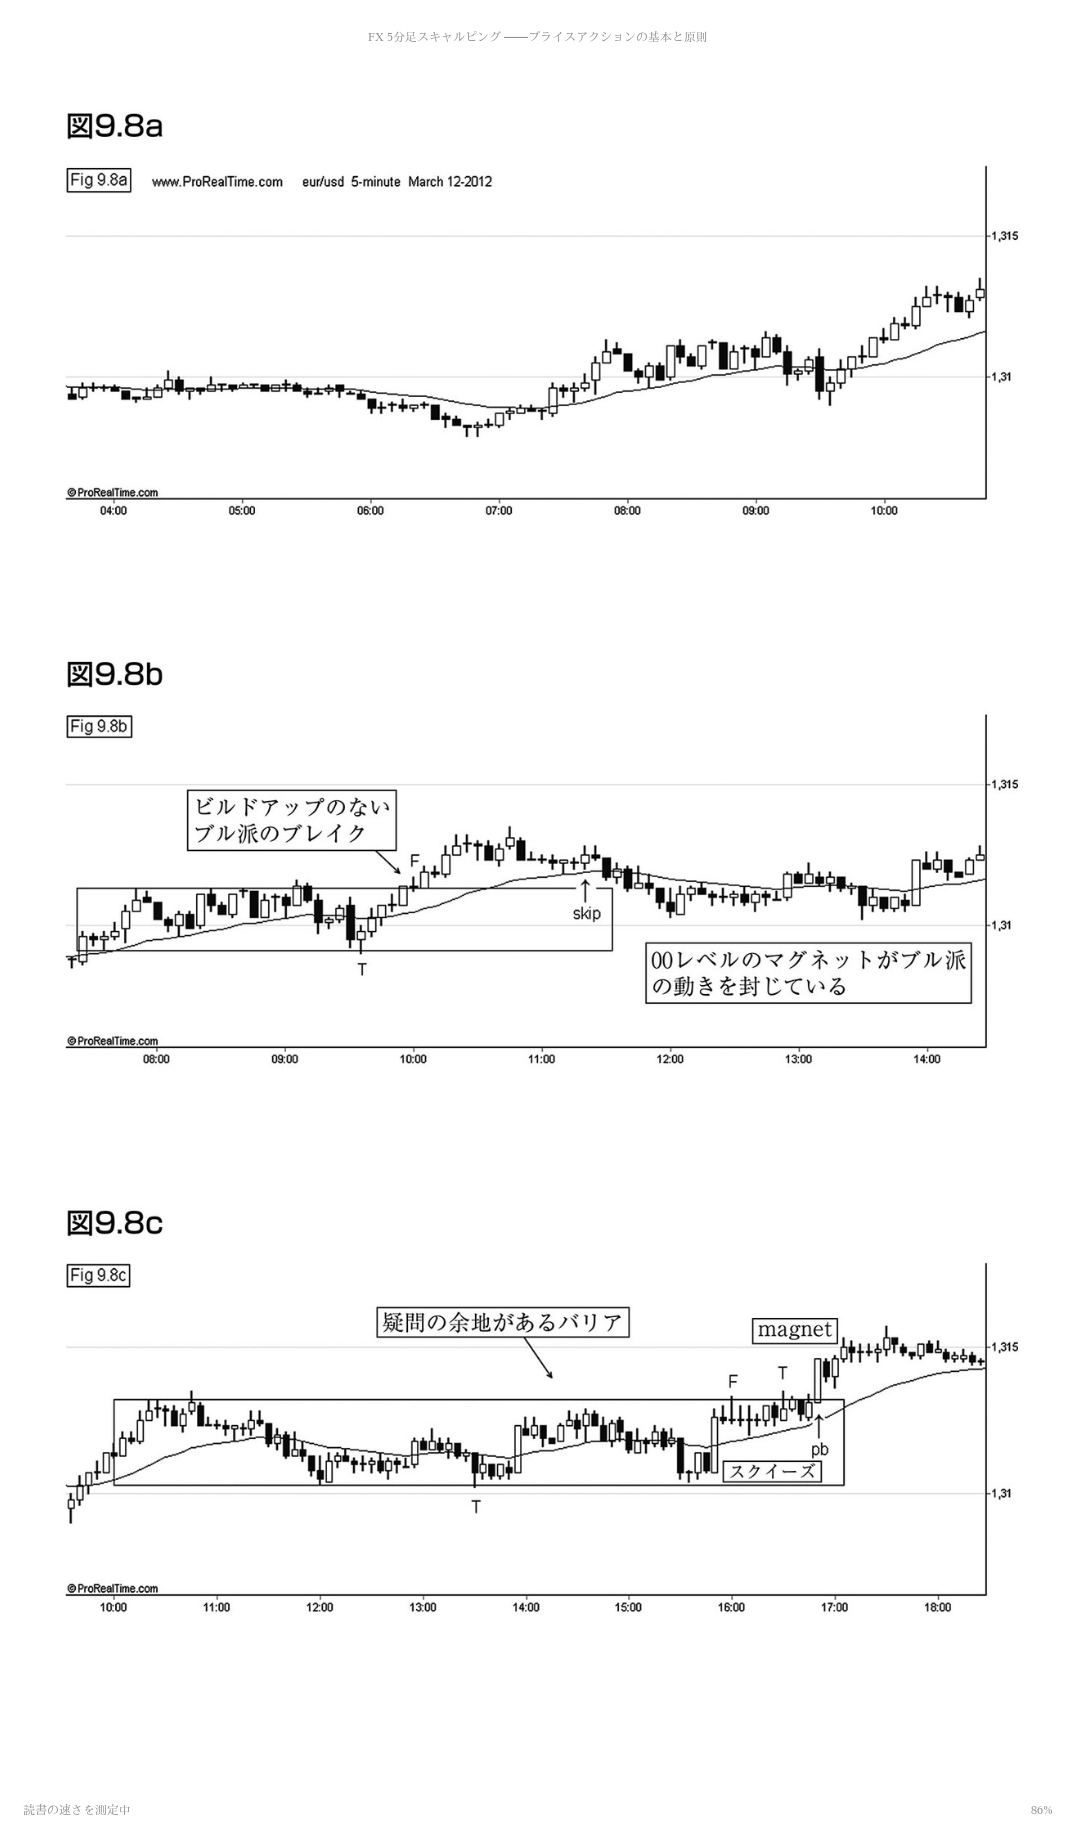 FX 5分足スキャルピング ――プライスアクションの基本と原則
図9.8a
Fig 9.8a www.ProRealTime.com eur/usd 5-minute March 12-2012
1,315
1,31
©ProRealTime.com
04:00 05:00 06:00 07:00 08:00 09:00 10:00
図9.8b
Fig 9.8b
1,315
ビルドアップのない
ブル派のブレイク
F
skip
1,31
T
00レベルのマグネットがブル派
の動きを封じている
©ProRealTime.com
08:00 09:00 10:00 11:00 12:00 13:00 14:00
図9.8c
Fig 9.8c
疑問の余地があるバリア
magnet
1,315
F
T
pb
スクイーズ
1,31
T
©ProRealTime.com
10:00 11:00 12:00 13:00 14:00 15:00 16:00 17:00 18:00
読書の速さを測定中
86%